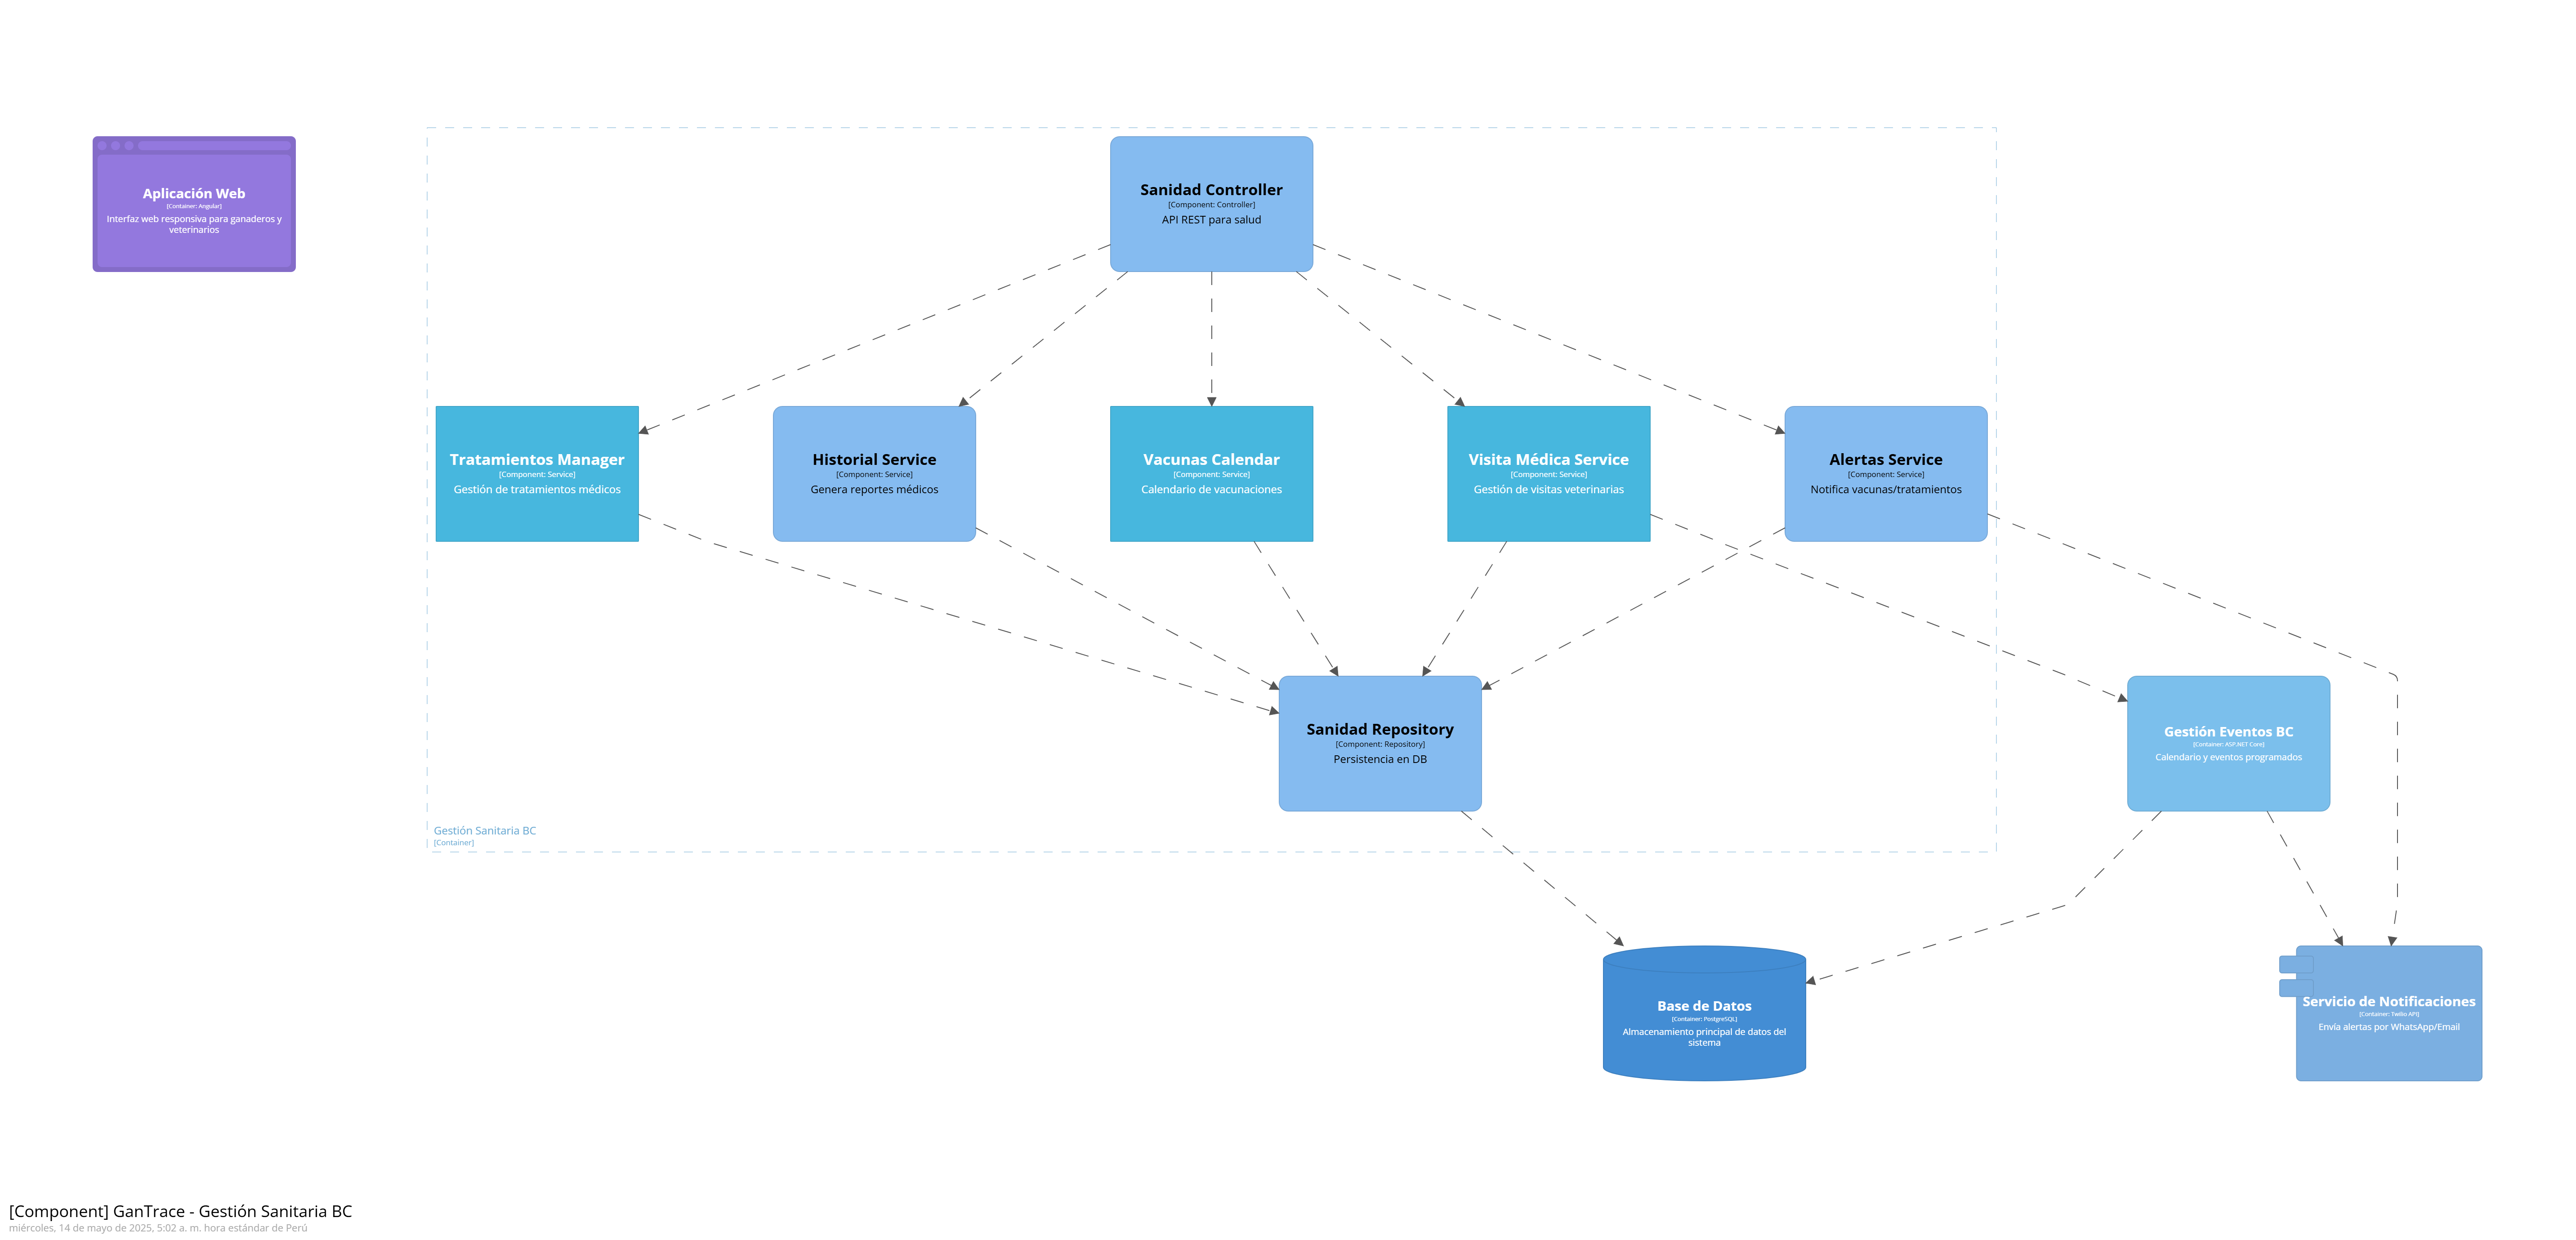 Aplicación Web
[Container: Angular]
Interfaz web responsiva para ganaderos y
veterinarios
Sanidad Controller
[Component: Controller]
API REST para salud
Tratamientos Manager
[Component: Service]
Gestión de tratamientos médicos
Historial Service
[Component: Service]
Genera reportes médicos
Vacunas Calendar
[Component: Service]
Calendario de vacunaciones
Visita Médica Service
[Component: Service]
Gestión de visitas veterinarias
Alertas Service
[Component: Service]
Notifica vacunas/tratamientos
Sanidad Repository
[Component: Repository]
Persistencia en DB
Gestión Eventos BC
[Container: ASP.NET Core]
Calendario y eventos programados
Gestión Sanitaria BC
[Container]
Base de Datos
[Container: PostgreSQL]
Almacenamiento principal de datos del
sistema
Servicio de Notificaciones
[Container: Twilio API]
Envía alertas por WhatsApp/Email
[Component] GanTrace - Gestión Sanitaria BC
miércoles, 14 de mayo de 2025, 5:02 a. m. hora estándar de Perú